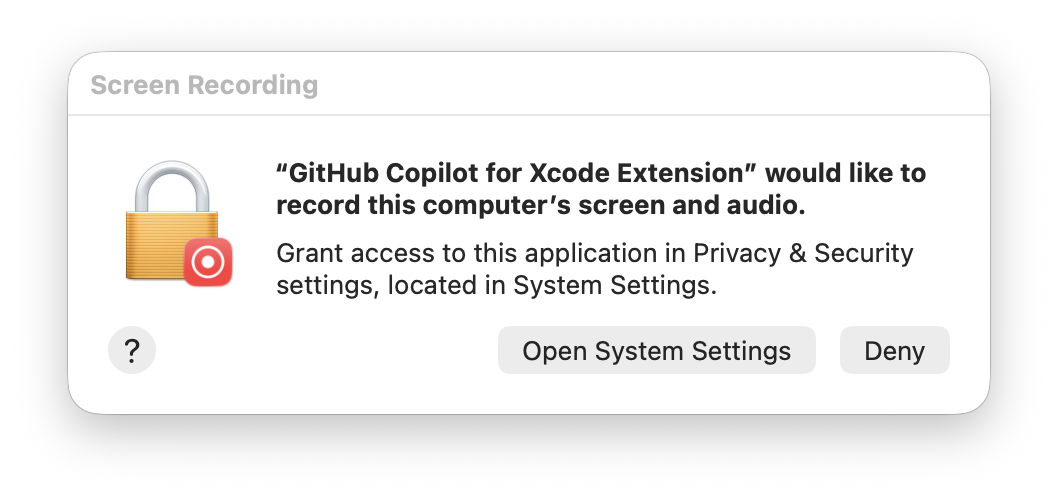 Screen Recording
“GitHub Copilot for Xcode Extension” would like to
record this computer’s screen and audio.
Grant access to this application in Privacy & Security
settings, located in System Settings.
?
Open System Settings
Deny